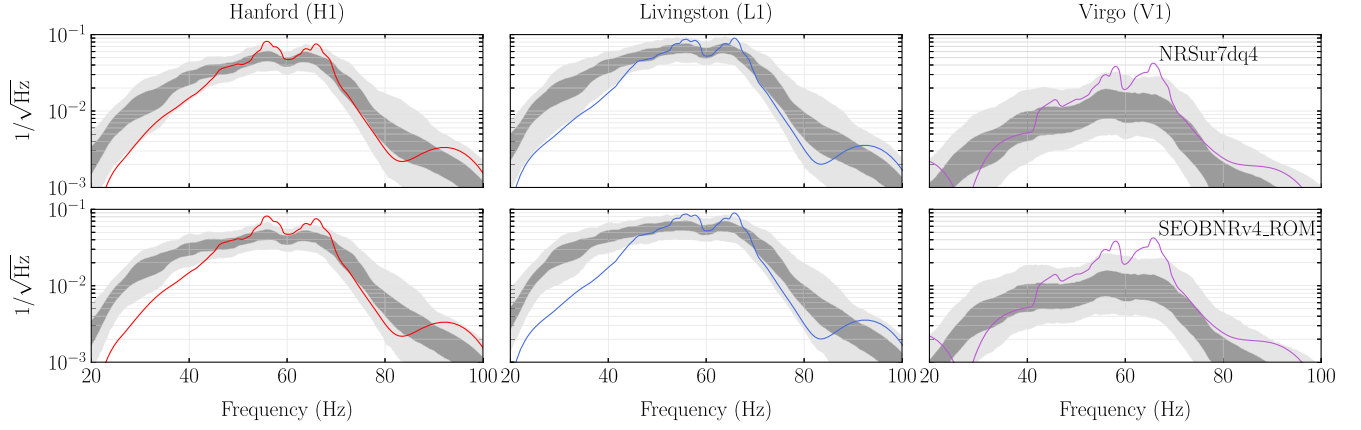 Hanford (H1) Livingston (L1) Virgo (V1)
10⁻¹
10⁻²
10⁻³
1/√Hz
NRSur7dq4
10⁻¹
10⁻²
10⁻³
1/√Hz
SEOBNRv4_ROM
20 40 60 80 100 20 40 60 80 100 20 40 60 80 100
Frequency (Hz) Frequency (Hz) Frequency (Hz)